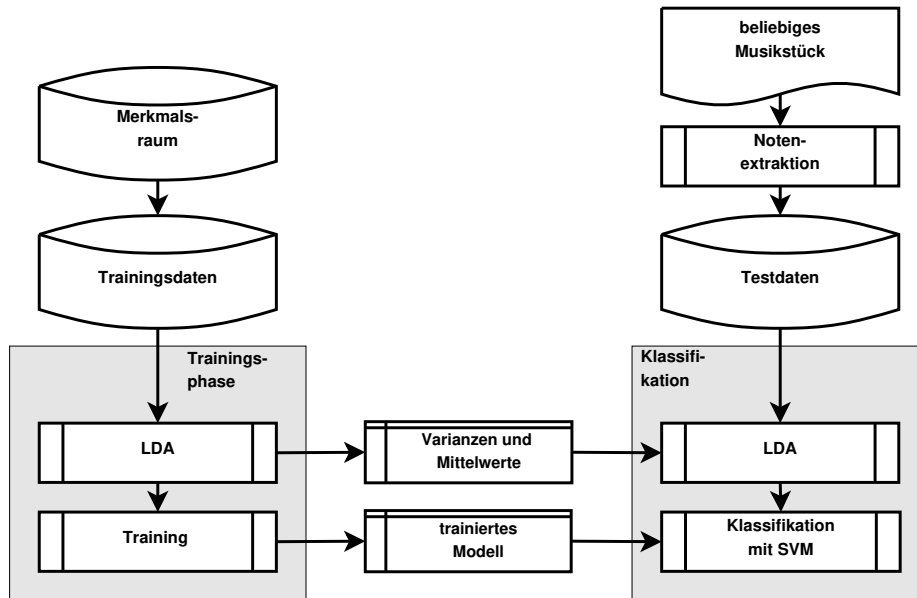 beliebiges
Musikstück
Merkmals-
raum
Noten-
extraktion
Trainingsdaten
Testdaten
Trainings-
phase
Klassifi-
kation
LDA
Varianzen und
Mittelwerte
LDA
Training
trainiertes
Modell
Klassifikation
mit SVM